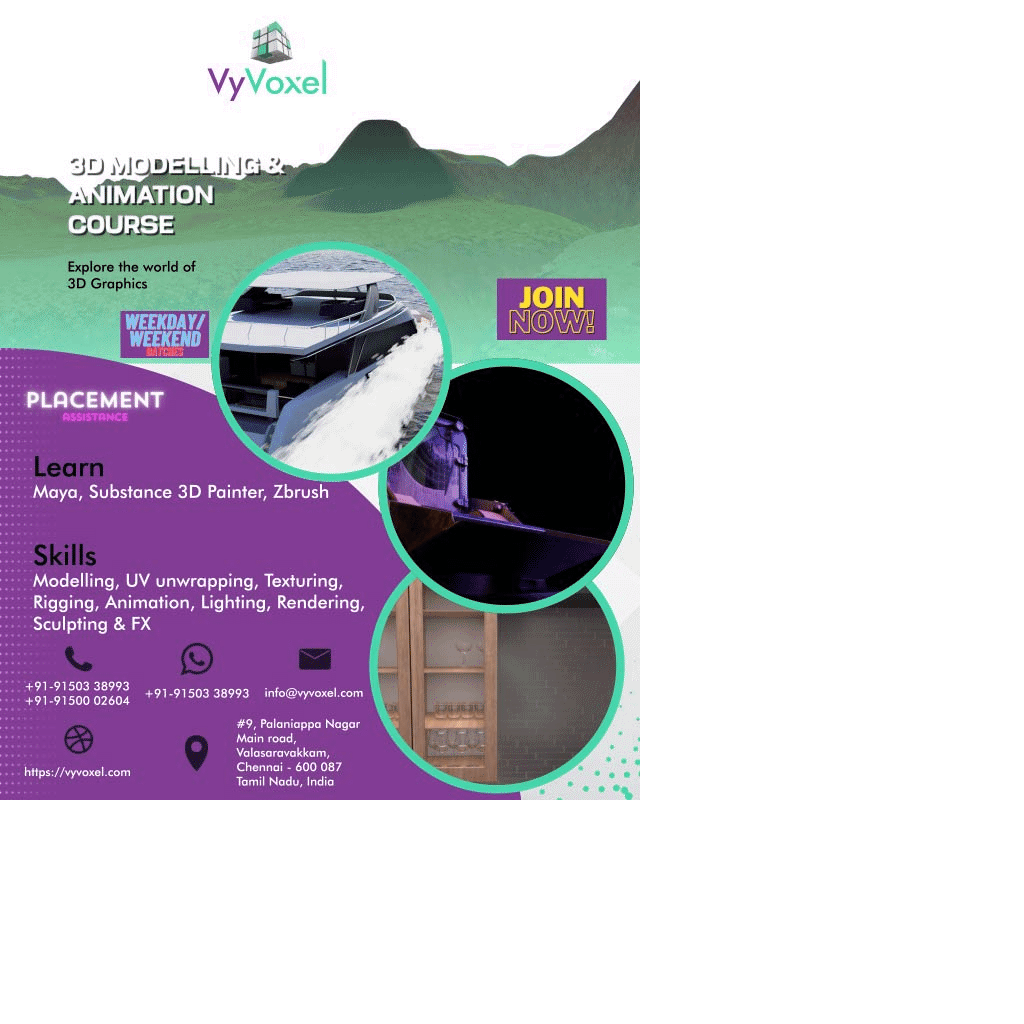 VyVoxel
3D MODELLING &
ANIMATION
COURSE
Explore the world of
3D Graphics
WEEKDAY/
WEEKEND
BATCHES
JOIN
NOW!
PLACEMENT
ASSISTANCE
Learn
Maya, Substance 3D Painter, Zbrush
Skills
Modelling, UV unwrapping, Texturing,
Rigging, Animation, Lighting, Rendering,
Sculpting & FX
+91-91503 38993
+91-91500 02604
+91-91503 38993
info@vyvoxel.com
https://vyvoxel.com
#9, Palaniappa Nagar
Main road,
Valasaravakkam,
Chennai - 600 087
Tamil Nadu, India